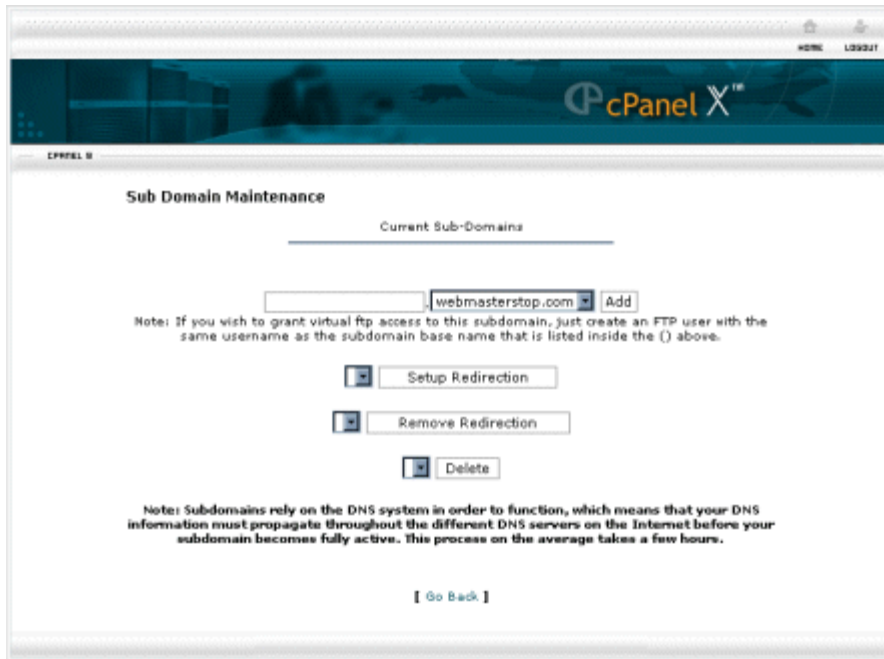 HOME LOGOUT
cPanel X™
CPANEL X
Sub Domain Maintenance
Current Sub-Domains
. webmasterstop.com Add
Note: If you wish to grant virtual ftp access to this subdomain, just create an FTP user with the
same username as the subdomain base name that is listed inside the () above.
Setup Redirection
Remove Redirection
Delete
Note: Subdomains rely on the DNS system in order to function, which means that your DNS
information must propagate throughout the different DNS servers on the Internet before your
subdomain becomes fully active. This process on the average takes a few hours.
[ Go Back ]